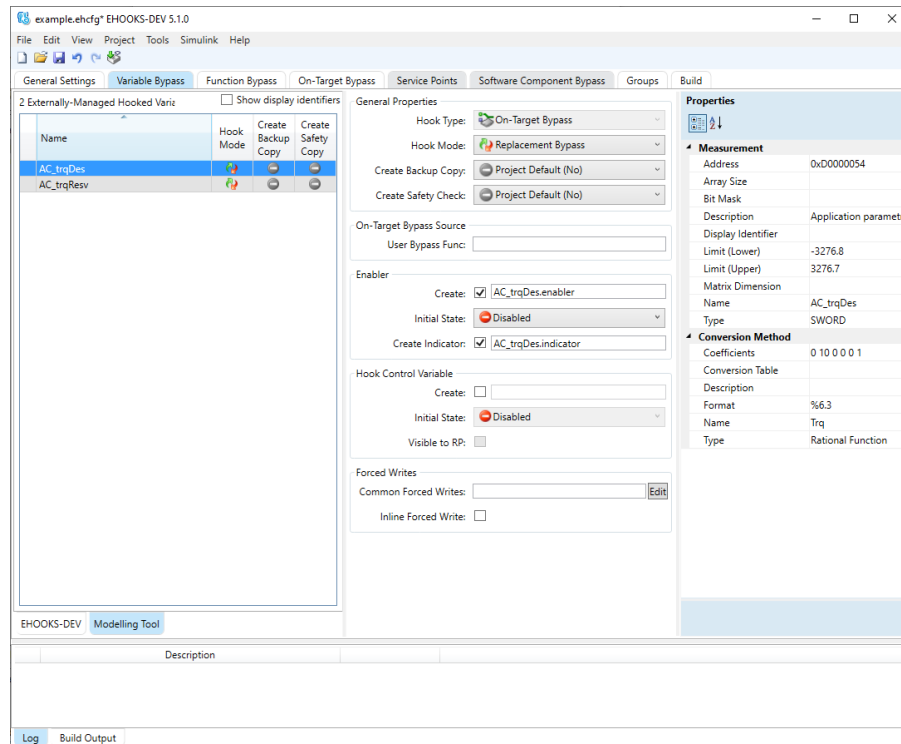 example.ehcfg* EHOOKS-DEV 5.1.0
File Edit View Project Tools Simulink Help
General Settings Variable Bypass Function Bypass On-Target Bypass Service Points Software Component Bypass Groups Build
2 Externally-Managed Hooked Varia
Show display identifiers
Name
Hook Mode
Create Backup Copy
Create Safety Copy
AC_trqDes
AC_trqResv
EHOOKS-DEV Modelling Tool
General Properties
Hook Type: On-Target Bypass
Hook Mode: Replacement Bypass
Create Backup Copy: Project Default (No)
Create Safety Check: Project Default (No)
On-Target Bypass Source
User Bypass Func:
Enabler
Create: AC_trqDes.enabler
Initial State: Disabled
Create Indicator: AC_trqDes.indicator
Hook Control Variable
Create:
Initial State: Disabled
Visible to RP:
Forced Writes
Common Forced Writes: Edit
Inline Forced Write:
Properties
Measurement
Address 0xD0000054
Array Size
Bit Mask
Description Application paramet
Display Identifier
Limit (Lower) -3276.8
Limit (Upper) 3276.7
Matrix Dimension
Name AC_trqDes
Type SWORD
Conversion Method
Coefficients 0 10 0 0 0 1
Conversion Table
Description
Format %6.3
Name Trq
Type Rational Function
Description
Log Build Output